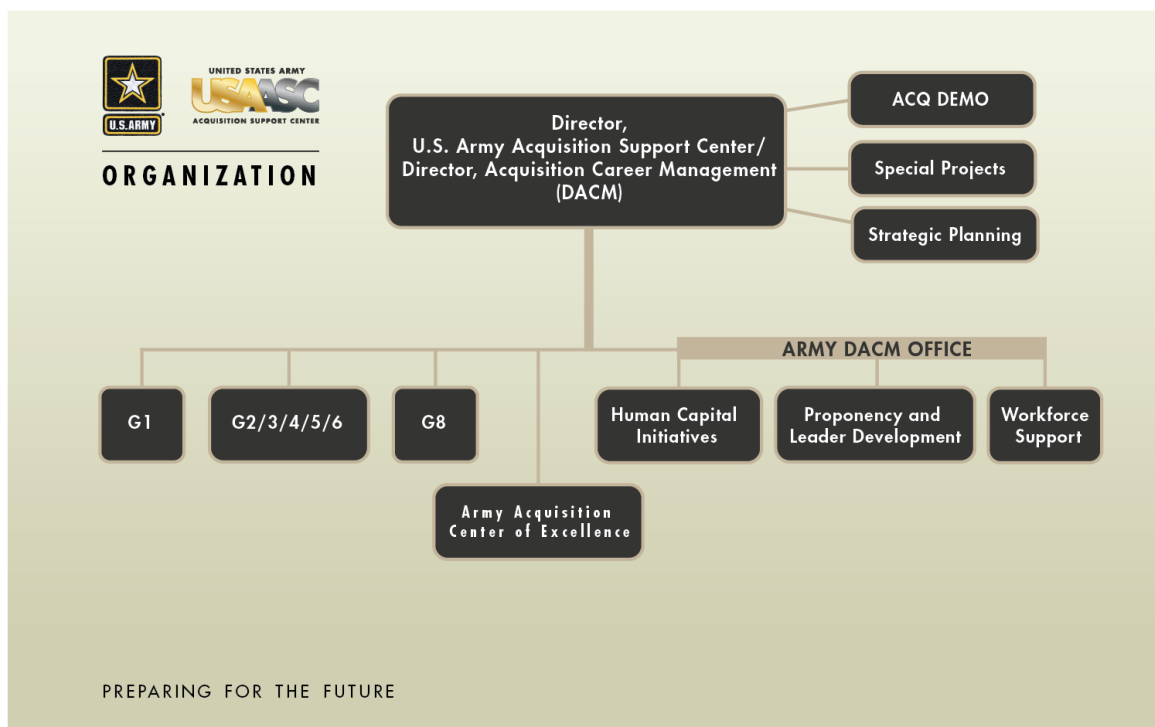 U.S.ARMY
UNITED STATES ARMY
USAASC
ACQUISITION SUPPORT CENTER
ORGANIZATION
Director,
U.S. Army Acquisition Support Center/
Director, Acquisition Career Management
(DACM)
ACQ DEMO
Special Projects
Strategic Planning
ARMY DACM OFFICE
G1
G2/3/4/5/6
G8
Human Capital
Initiatives
Proponency and
Leader Development
Workforce
Support
Army Acquisition
Center of Excellence
PREPARING FOR THE FUTURE